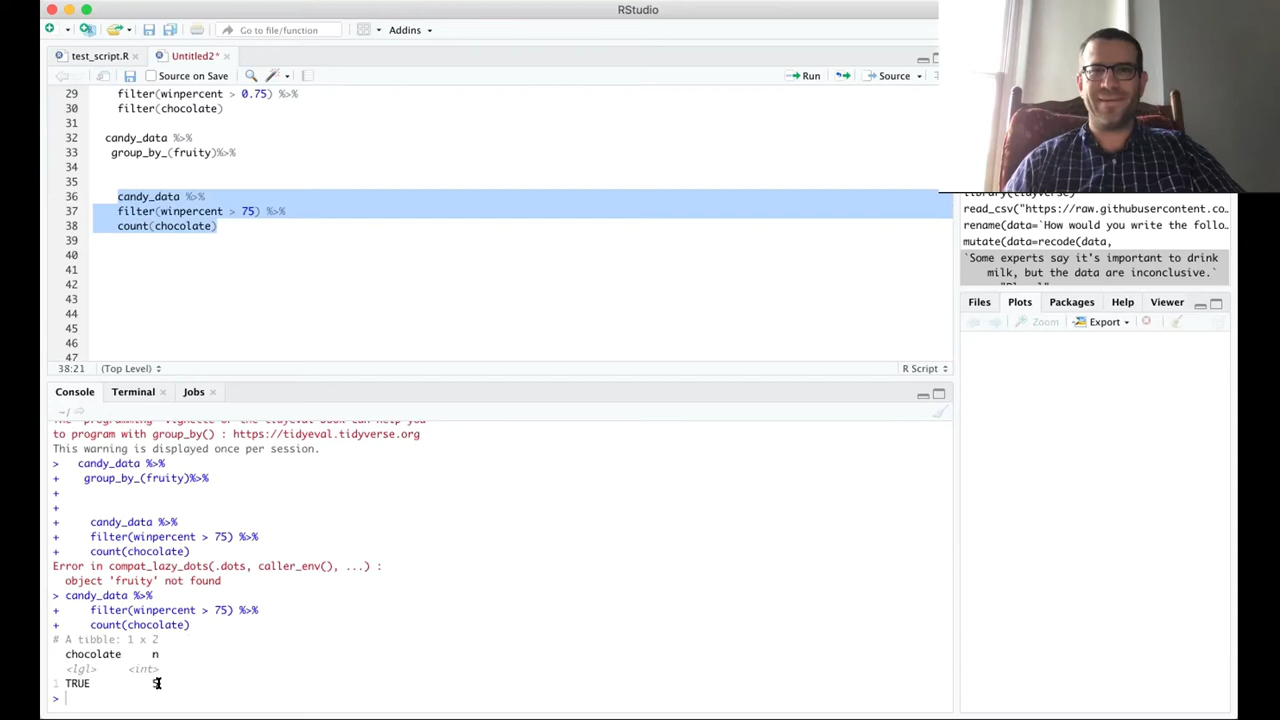 RStudio
Go to file/function
Addins
test_script.R
Untitled2*
Source on Save
Run
Source
29 filter(winpercent > 0.75) %>%
30 filter(chocolate)
31
32 candy_data %>%
33 group_by_(fruity)%>%
34
35
36 candy_data %>%
37 filter(winpercent > 75) %>%
38 count(chocolate)
39
40
41
42
43
44
45
46
47
38:21
(Top Level)
R Script
Console
Terminal
Jobs
~/
to program with group_by() : https://tidyeval.tidyverse.org
This warning is displayed once per session.
> candy_data %>%
+ group_by_(fruity)%>%
+
+
+ candy_data %>%
+ filter(winpercent > 75) %>%
+ count(chocolate)
Error in compat_lazy_dots(.dots, caller_env(), ...) :
object 'fruity' not found
> candy_data %>%
+ filter(winpercent > 75) %>%
+ count(chocolate)
# A tibble: 1 x 2
chocolate n
<lgl> <int>
1 TRUE
>
read_csv("https://raw.githubusercontent.co…
rename(data=`How would you write the follo…
mutate(data=recode(data,
`Some experts say it's important to drink
milk, but the data are inconclusive.`
Files
Plots
Packages
Help
Viewer
Zoom
Export